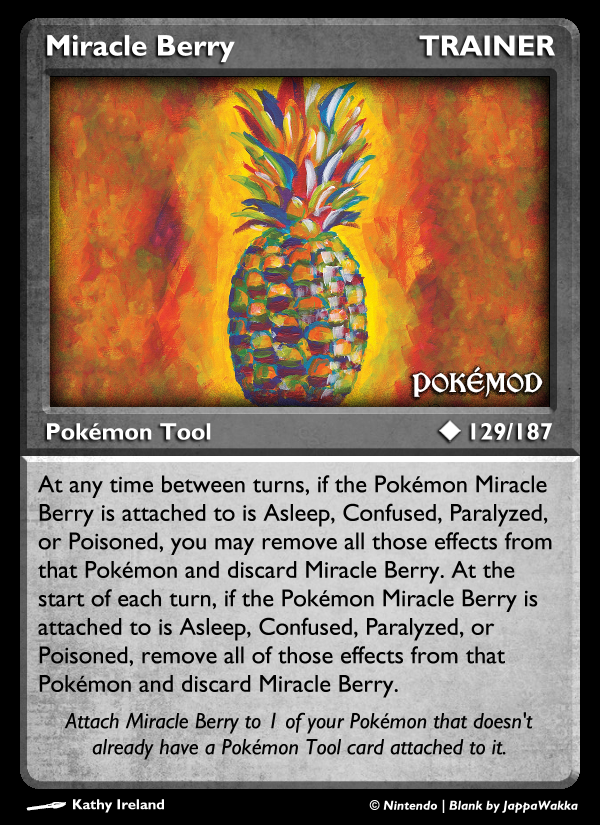 Miracle Berry TRAINER
POKÉMOD
Pokémon Tool ◆ 129/187
At any time between turns, if the Pokémon Miracle
Berry is attached to is Asleep, Confused, Paralyzed,
or Poisoned, you may remove all those effects from
that Pokémon and discard Miracle Berry. At the
start of each turn, if the Pokémon Miracle Berry is
attached to is Asleep, Confused, Paralyzed, or
Poisoned, remove all of those effects from that
Pokémon and discard Miracle Berry.
Attach Miracle Berry to 1 of your Pokémon that doesn't
already have a Pokémon Tool card attached to it.
Kathy Ireland © Nintendo | Blank by JappaWakka